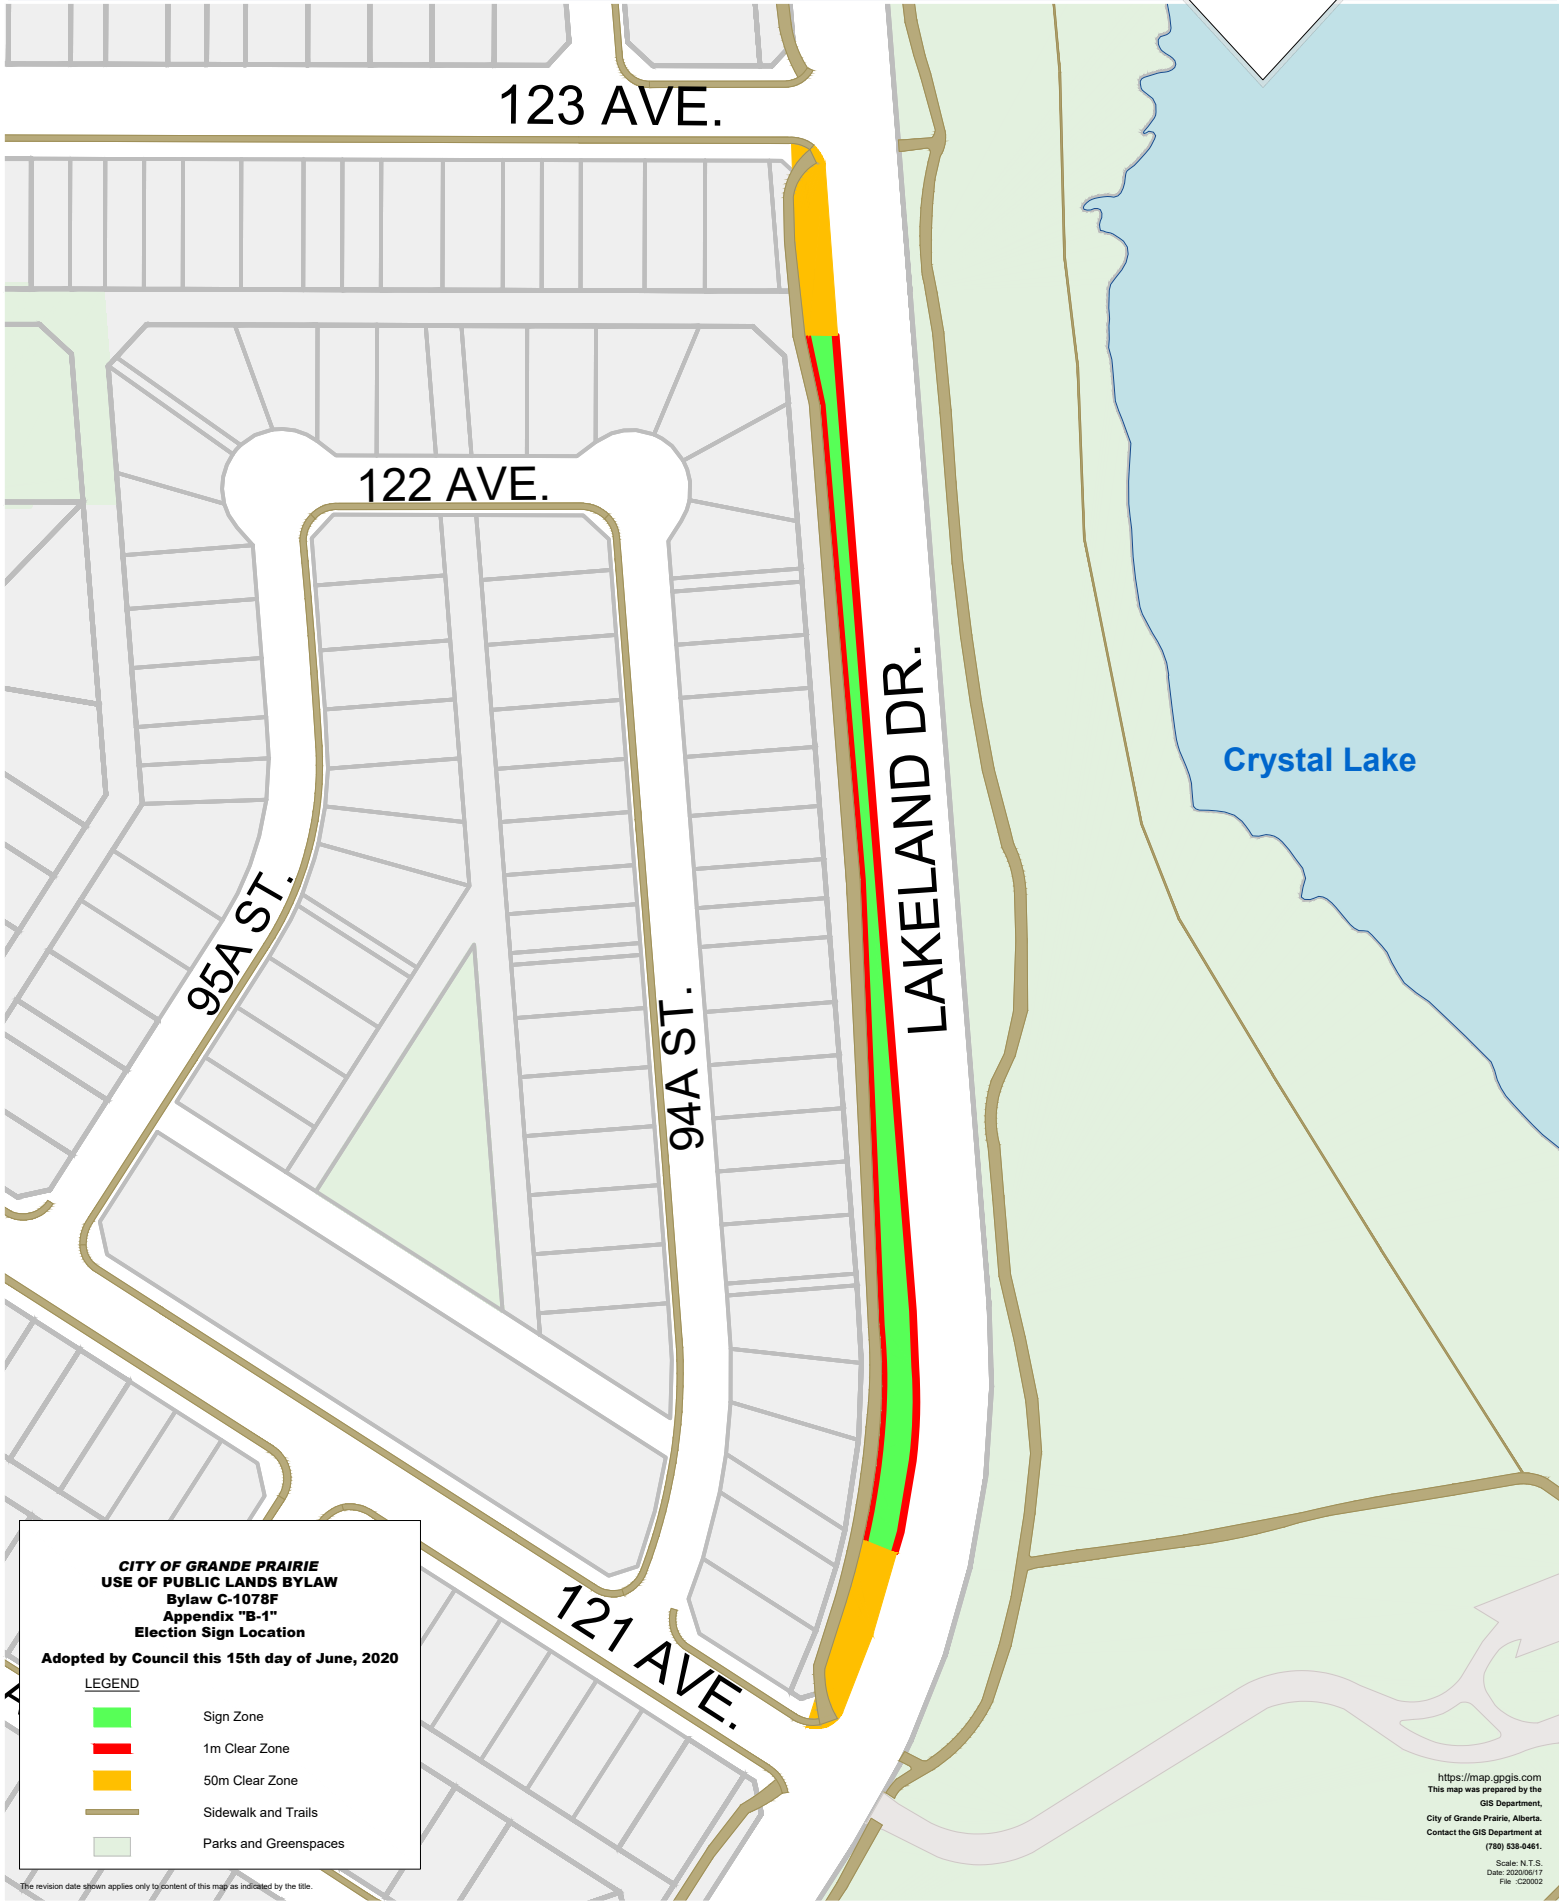 123 AVE.
122 AVE.
LAKELAND DR.
Crystal Lake
95A ST.
94A ST.
121 AVE.
CITY OF GRANDE PRAIRIE
USE OF PUBLIC LANDS BYLAW
Bylaw C-1078F
Appendix "B-1"
Election Sign Location
Adopted by Council this 15th day of June, 2020
LEGEND
Sign Zone
1m Clear Zone
50m Clear Zone
Sidewalk and Trails
Parks and Greenspaces
The revision date shown applies only to content of this map as indicated by the title.
https://map.gpgis.com
This map was prepared by the
GIS Department,
City of Grande Prairie, Alberta.
Contact the GIS Department at
(780) 538-0461.
Scale: N.T.S.
Date: 2020/06/17
File :C20002